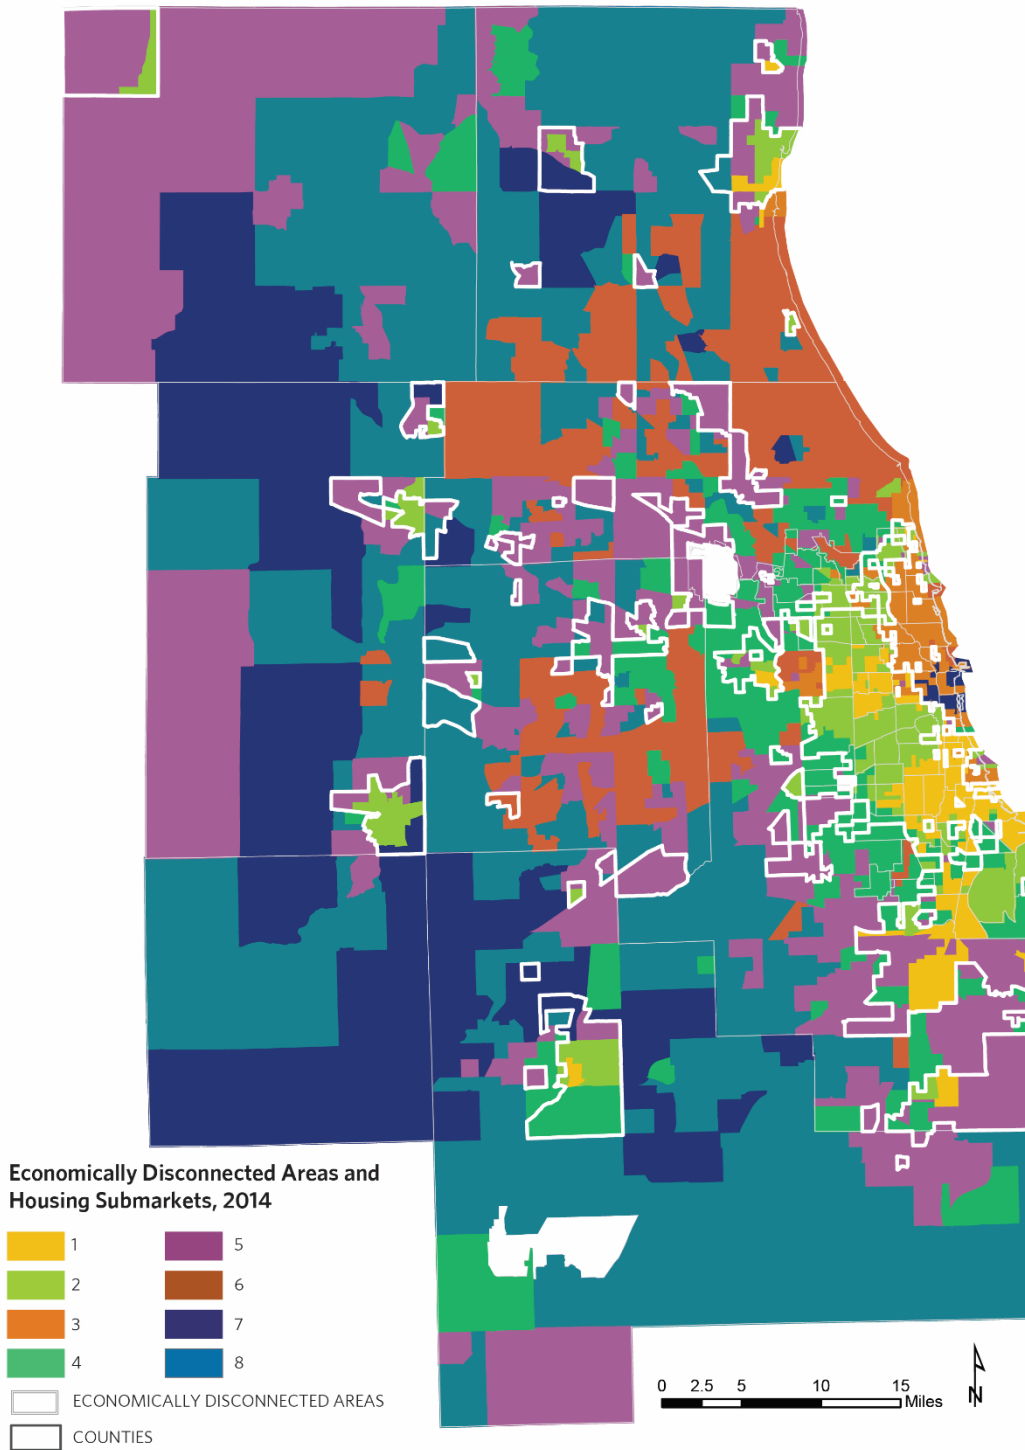 Economically Disconnected Areas and
Housing Submarkets, 2014
1 5
2 6
3 7
4 8
ECONOMICALLY DISCONNECTED AREAS
COUNTIES
0 2.5 5 10 15
Miles
N